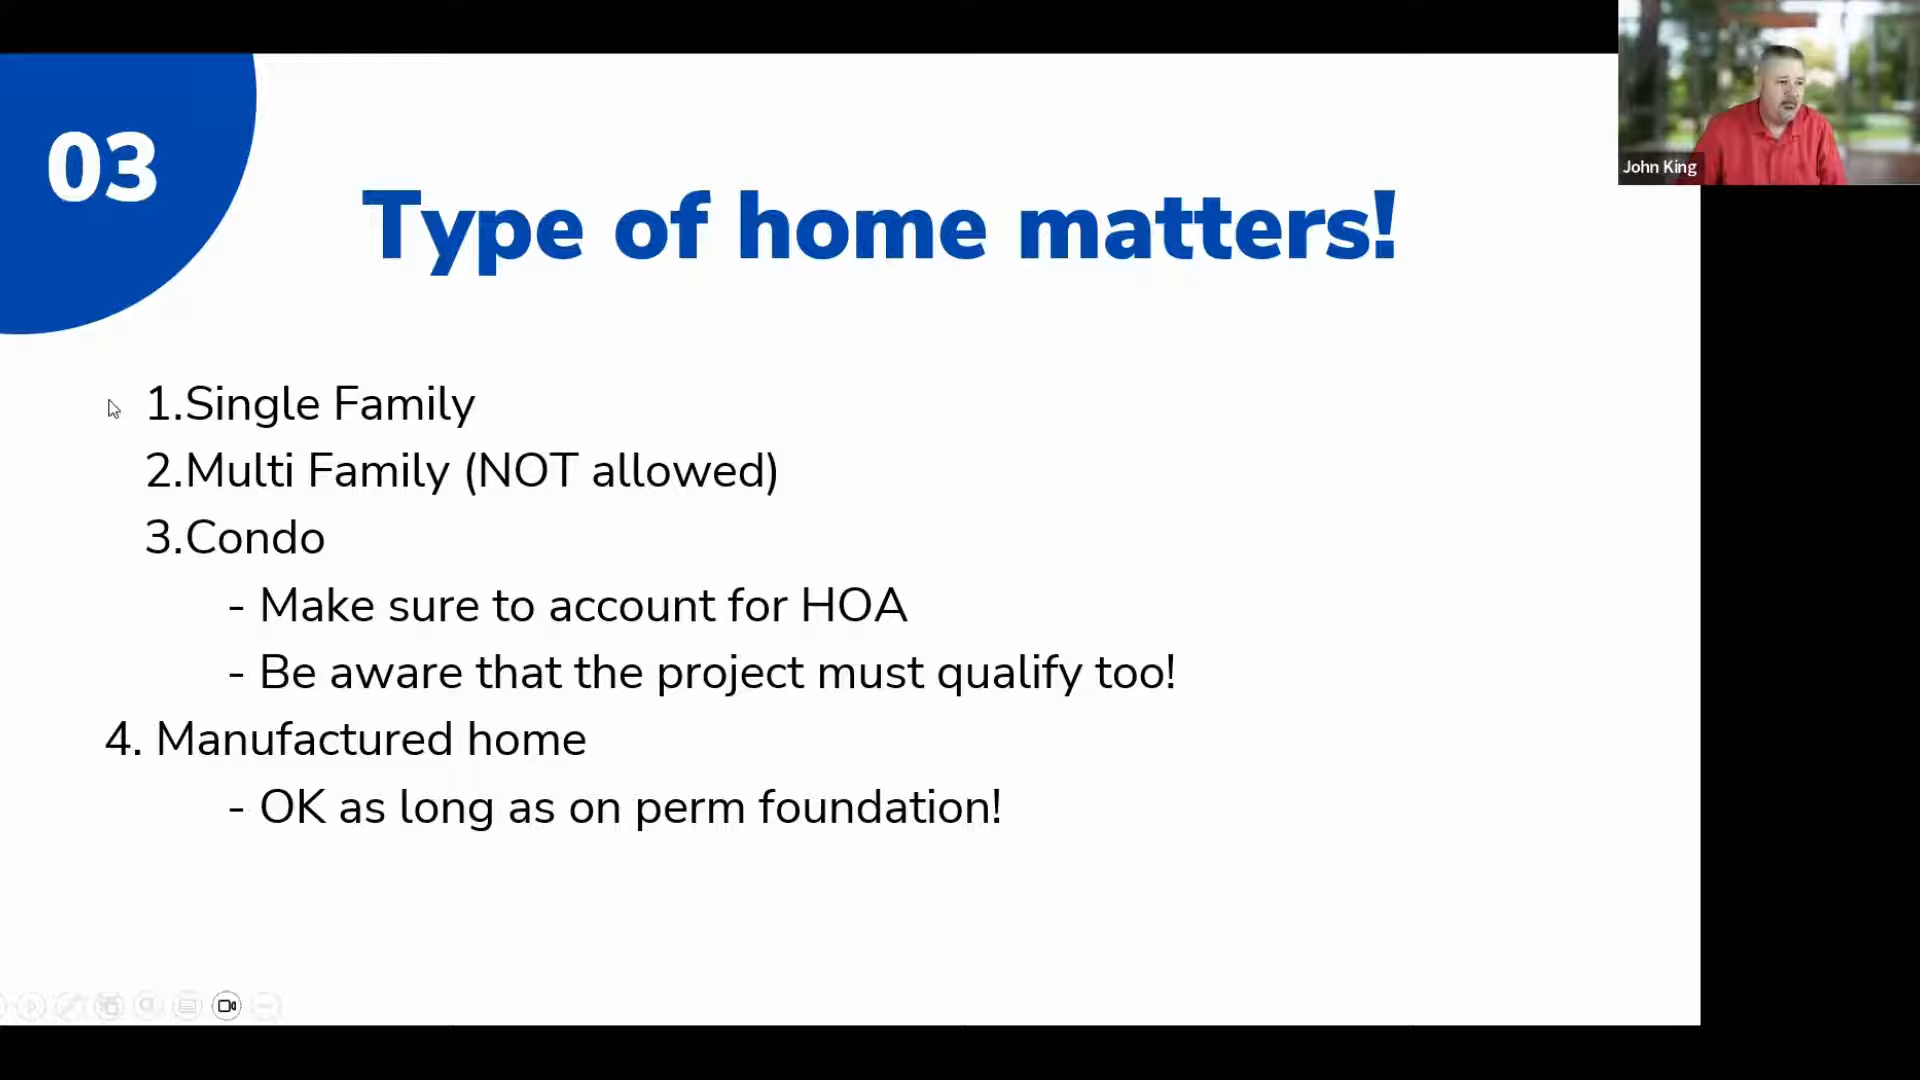 03
John King
Type of home matters!
1.Single Family
2.Multi Family (NOT allowed)
3.Condo
- Make sure to account for HOA
- Be aware that the project must qualify too!
4. Manufactured home
- OK as long as on perm foundation!